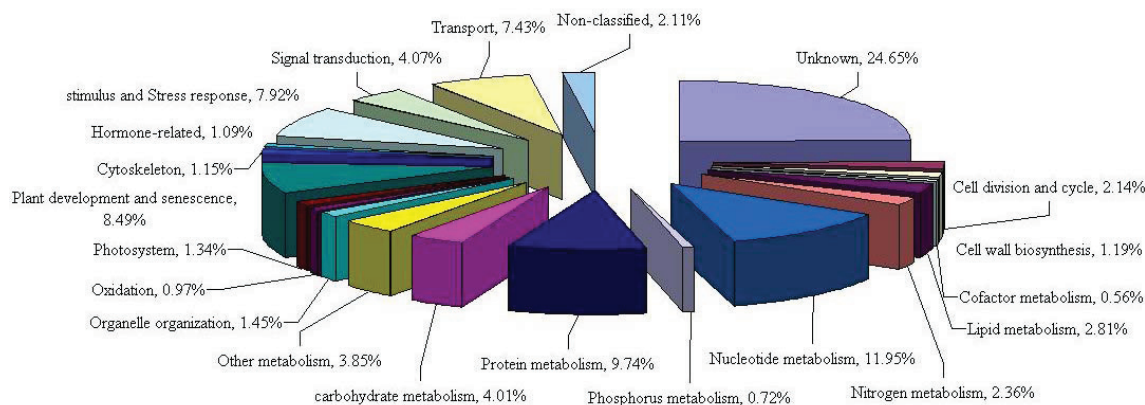 Non-classified, 2.11%
Transport, 7.43%
Unknown, 24.65%
Signal transduction, 4.07%
stimulus and Stress response, 7.92%
Hormone-related, 1.09%
Cytoskeleton, 1.15%
Plant development and senescence,
8.49%
Photosystem, 1.34%
Oxidation, 0.97%
Organelle organization, 1.45%
Other metabolism, 3.85%
carbohydrate metabolism, 4.01%
Protein metabolism, 9.74%
Phosphorus metabolism, 0.72%
Nucleotide metabolism, 11.95%
Nitrogen metabolism, 2.36%
Lipid metabolism, 2.81%
Cofactor metabolism, 0.56%
Cell wall biosynthesis, 1.19%
Cell division and cycle, 2.14%